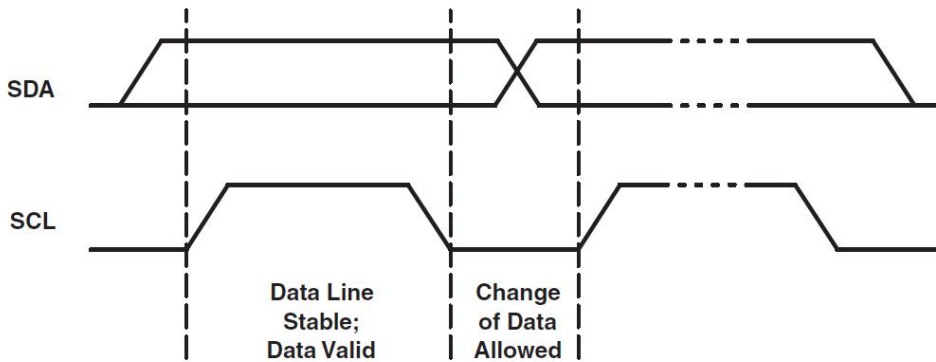 SDA
SCL
Data Line
Stable;
Data Valid
Change
of Data
Allowed